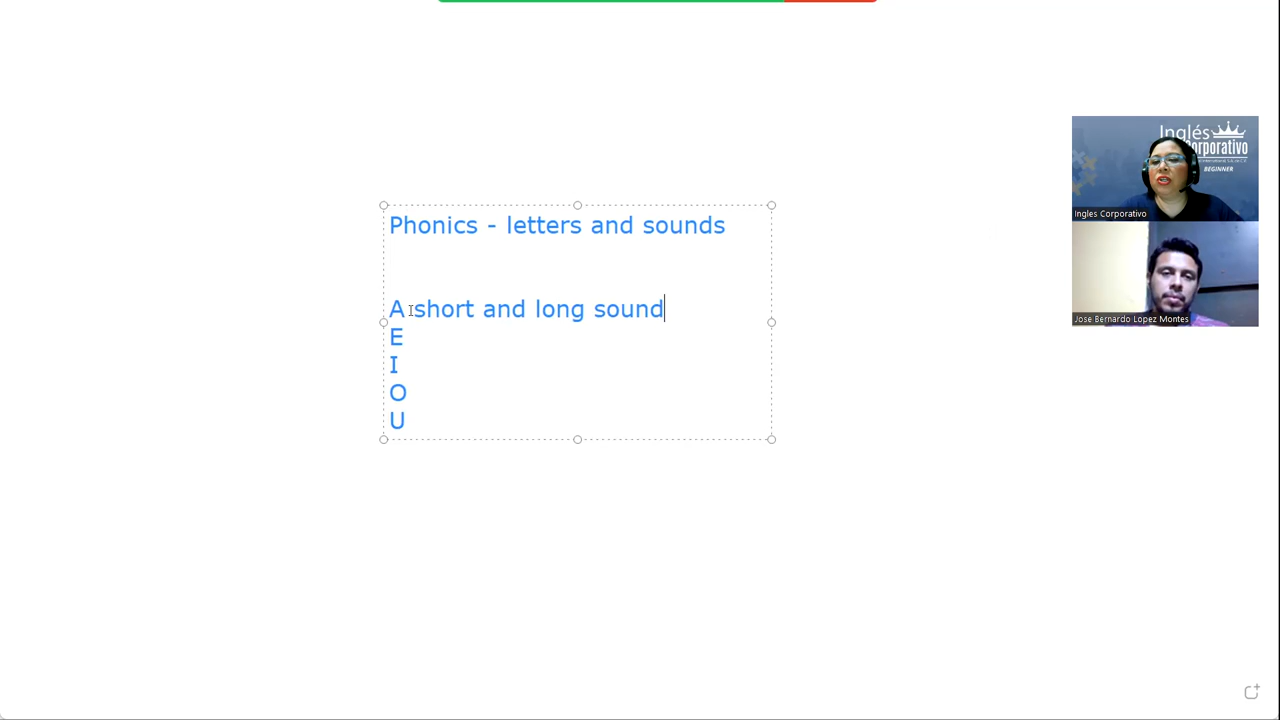 Phonics - letters and sounds
A short and long sound
E
I
O
U
Inglés
Corporativo
BEGINNER
Ingles Corporativo
Jose Bernardo Lopez Montes